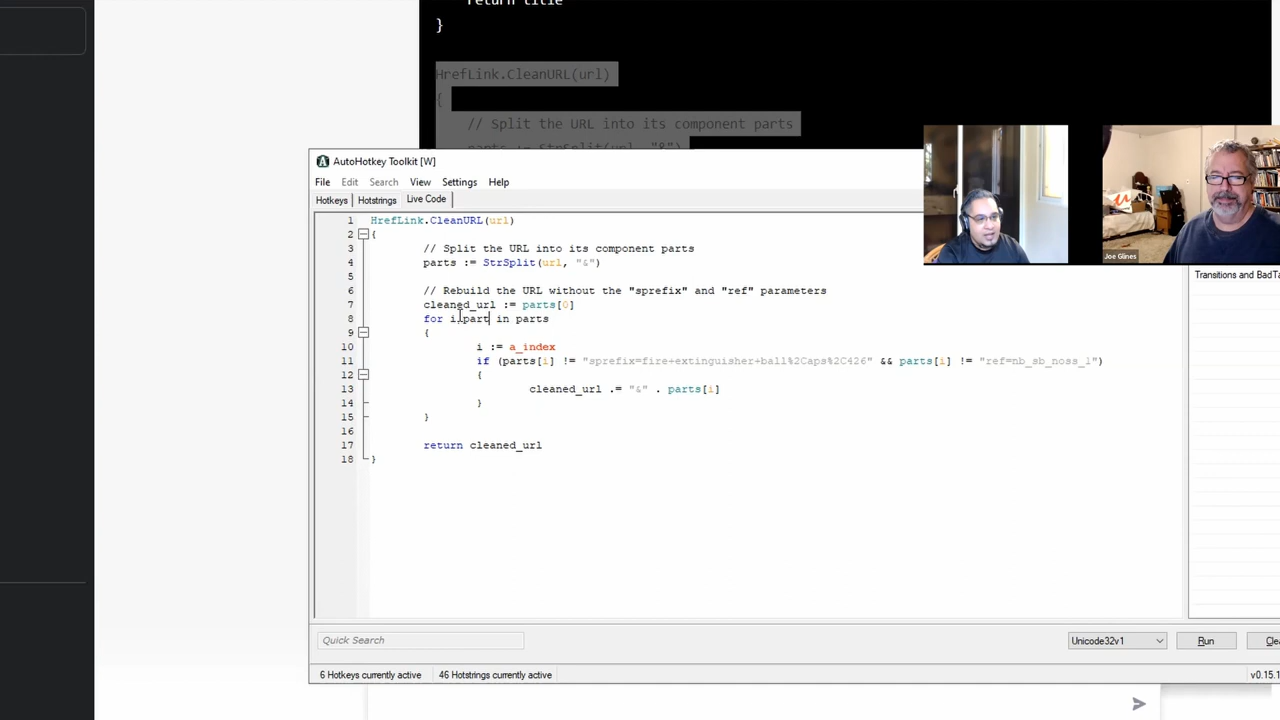 return title
}
HrefLink.CleanURL(url)
{
// Split the URL into its component parts
parts := StrSplit(url, "&")
AutoHotkey Toolkit [W]
File Edit Search View Settings Help
Hotkeys Hotstrings Live Code
1 HrefLink.CleanURL(url)
2 {
3 // Split the URL into its component parts
4 parts := StrSplit(url, "&")
5
6 // Rebuild the URL without the "sprefix" and "ref" parameters
7 cleaned_url := parts[0]
8 for i,part in parts
9 {
10 i := a_index
11 if (parts[i] != "sprefix=fire+extinguisher+ball%2Caps%2C426" && parts[i] != "ref=nb_sb_noss_1")
12 {
13 cleaned_url .= "&" . parts[i]
14 }
15 }
16
17 return cleaned_url
18 }
Joe Glines
Transitions and BadTa
Quick Search
Unicode32v1
Run
Clea
6 Hotkeys currently active 46 Hotstrings currently active
v0.15.1